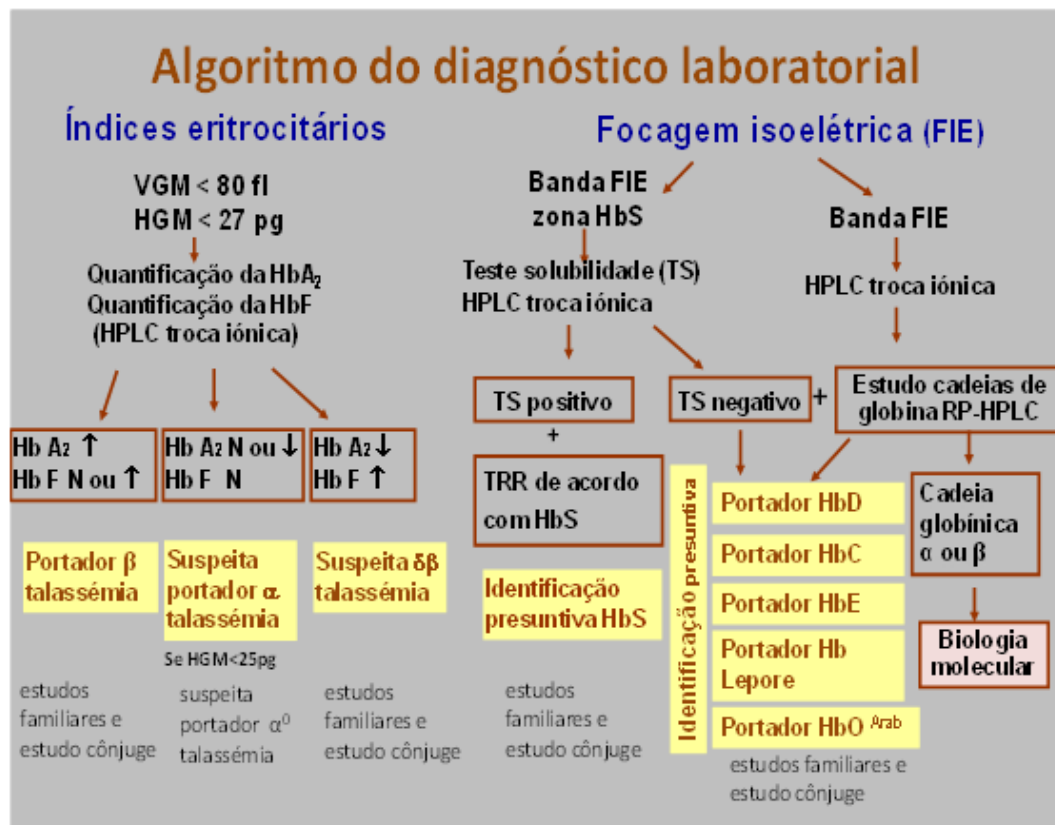 Algoritmo do diagnóstico laboratorial
Índices eritrocitários
VGM < 80 fl
HGM < 27 pg
Quantificação da HbA₂
Quantificação da HbF
(HPLC troca iónica)
Hb A₂ ↑
Hb F N ou ↑
Hb A₂ N ou ↓
Hb F N
Hb A₂ ↓
Hb F ↑
Portador β
talassémia
Suspeita
portador α-
talassémia
Suspeita δβ
talassémia
Se HGM<25pg
estudos
familiares e
estudo cônjuge
suspeita
portador α⁰
talassémia
estudos
familiares e
estudo cônjuge
Focagem isoelétrica (FIE)
Banda FIE
zona HbS
Teste solubilidade (TS)
HPLC troca iónica
TS positivo
+
TRR de acordo
com HbS
Identificação
presuntiva HbS
estudos
familiares e
estudo cônjuge
Banda FIE
HPLC troca iónica
TS negativo
+
Estudo cadeias de
globina RP-HPLC
Identificação presuntiva
Portador HbD
Portador HbC
Portador HbE
Portador Hb
Lepore
Portador HbO Arab
estudos familiares e
estudo cônjuge
Cadeia
globínica
α ou β
Biologia
molecular